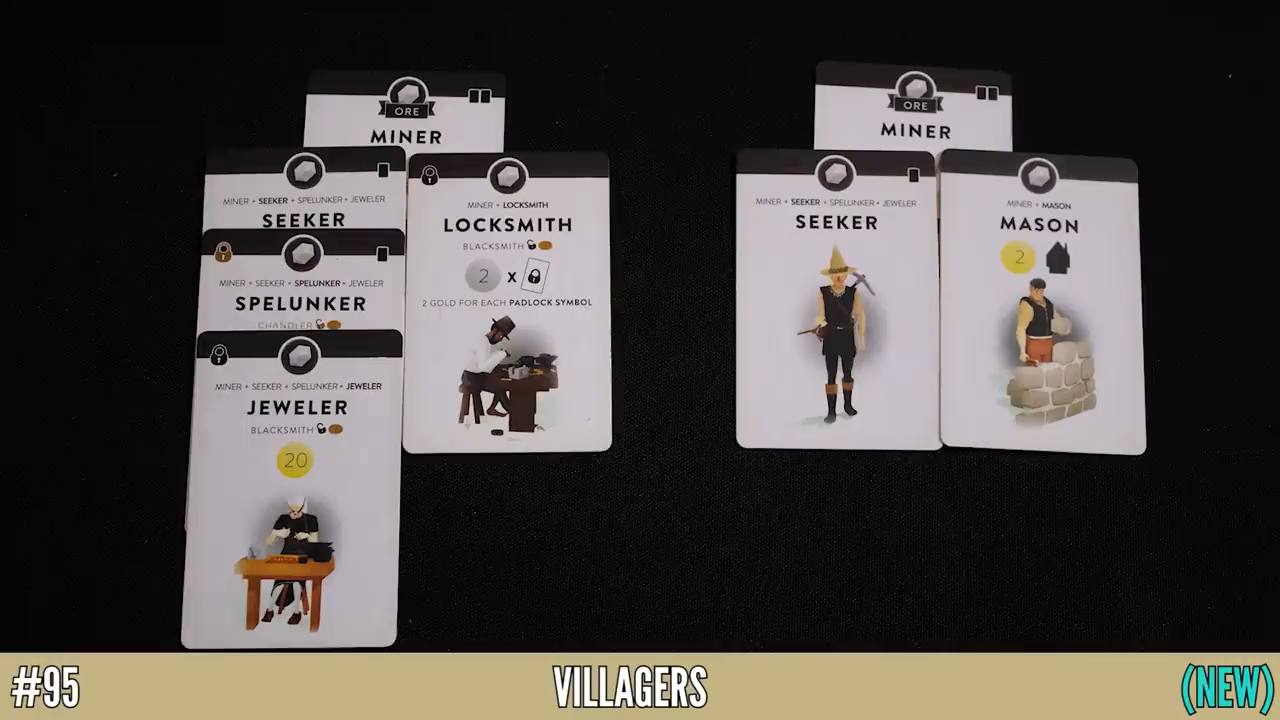 ORE
MINER
MINER + SEEKER + SPELUNKER + JEWELER
SEEKER
MINER + SEEKER + SPELUNKER + JEWELER
SPELUNKER
CHANDLER
MINER + SEEKER + SPELUNKER + JEWELER
JEWELER
BLACKSMITH
20
MINER + LOCKSMITH
LOCKSMITH
BLACKSMITH
2 X
2 GOLD FOR EACH PADLOCK SYMBOL
ORE
MINER
MINER + SEEKER + SPELUNKER + JEWELER
SEEKER
MINER + MASON
MASON
2
#95
VILLAGERS
(NEW)